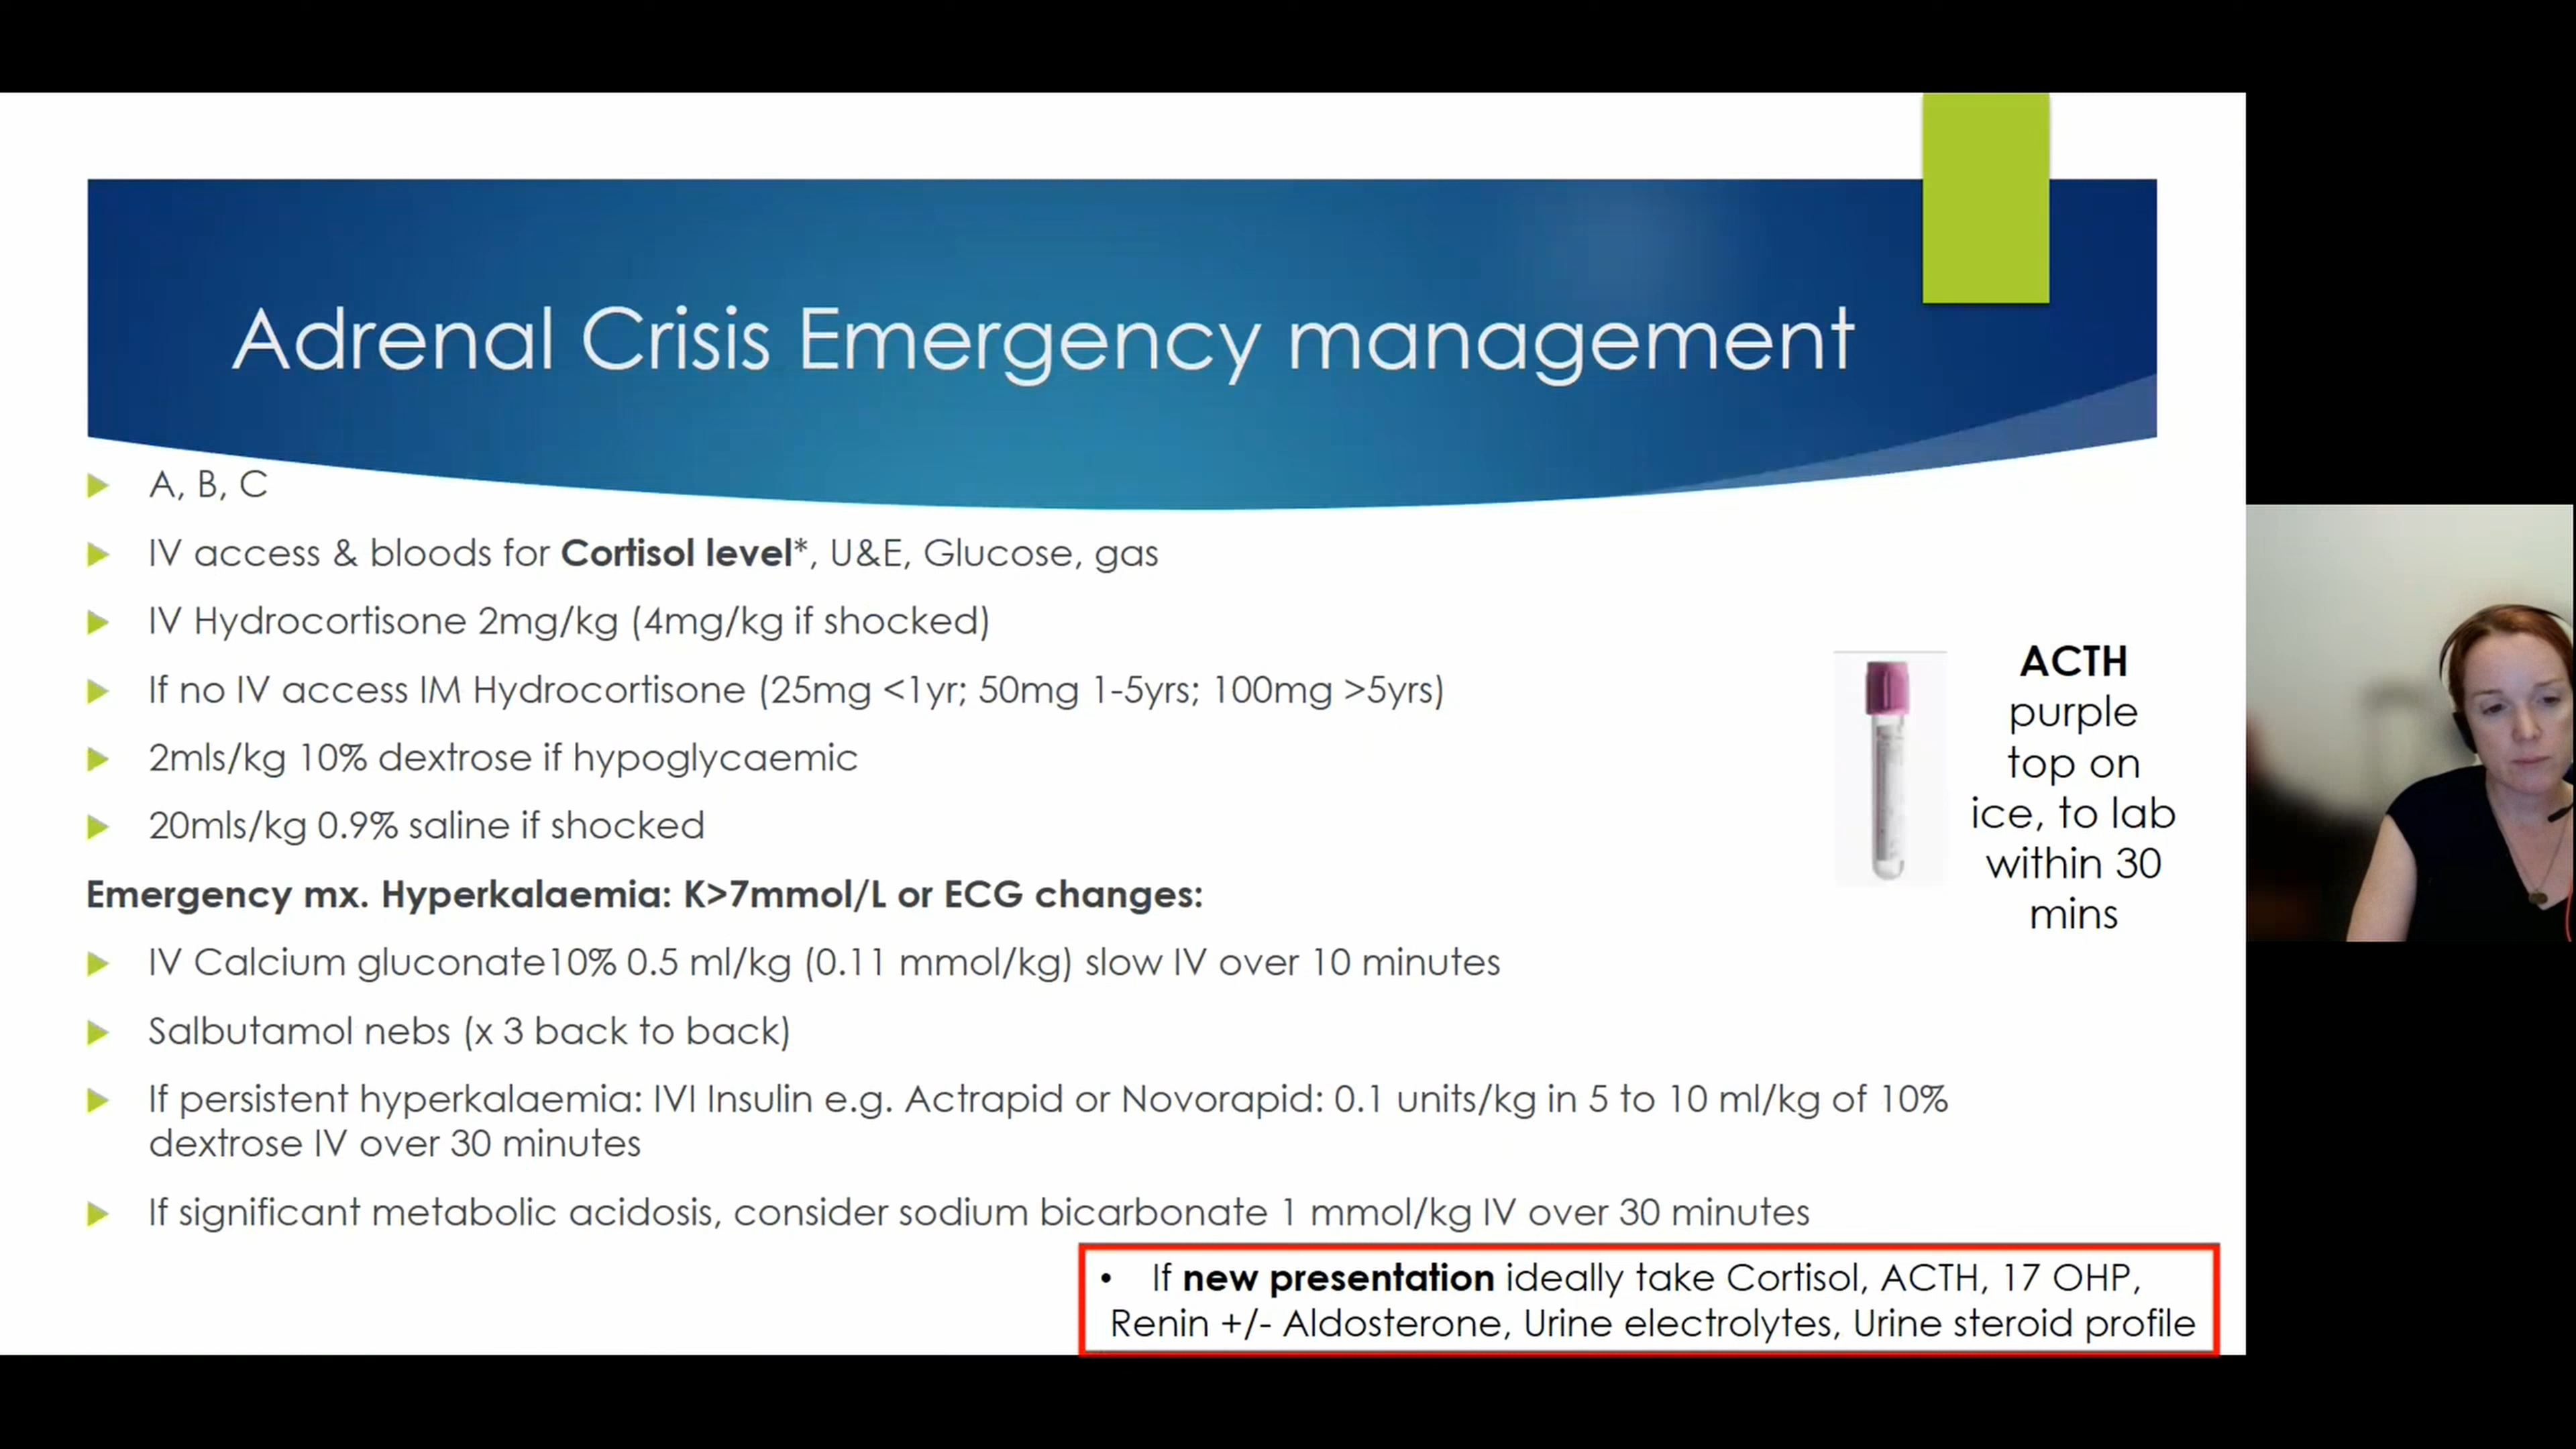 Adrenal Crisis Emergency management
A, B, C
IV access & bloods for Cortisol level*, U&E, Glucose, gas
IV Hydrocortisone 2mg/kg (4mg/kg if shocked)
If no IV access IM Hydrocortisone (25mg <1yr; 50mg 1-5yrs; 100mg >5yrs)
2mls/kg 10% dextrose if hypoglycaemic
20mls/kg 0.9% saline if shocked
Emergency mx. Hyperkalaemia: K>7mmol/L or ECG changes:
IV Calcium gluconate10% 0.5 ml/kg (0.11 mmol/kg) slow IV over 10 minutes
Salbutamol nebs (x 3 back to back)
If persistent hyperkalaemia: IVI Insulin e.g. Actrapid or Novorapid: 0.1 units/kg in 5 to 10 ml/kg of 10%
dextrose IV over 30 minutes
If significant metabolic acidosis, consider sodium bicarbonate 1 mmol/kg IV over 30 minutes
ACTH
purple
top on
ice, to lab
within 30
mins
• If new presentation ideally take Cortisol, ACTH, 17 OHP,
Renin +/- Aldosterone, Urine electrolytes, Urine steroid profile